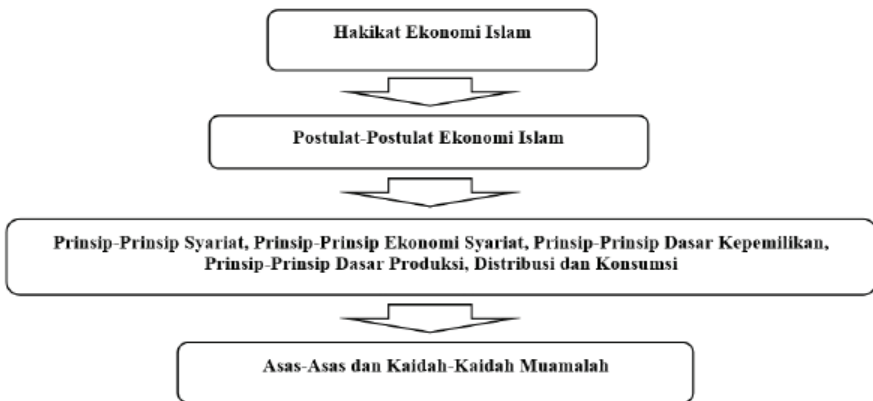 Hakikat Ekonomi Islam
Postulat-Postulat Ekonomi Islam
Prinsip-Prinsip Syariat, Prinsip-Prinsip Ekonomi Syariat, Prinsip-Prinsip Dasar Kepemilikan,
Prinsip-Prinsip Dasar Produksi, Distribusi dan Konsumsi
Asas-Asas dan Kaidah-Kaidah Muamalah